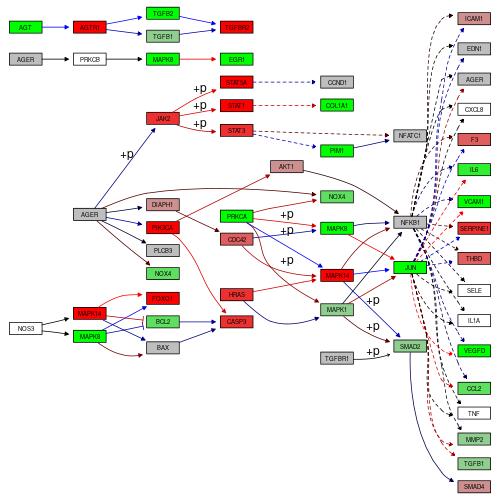 AGT AGTR1 TGFB2 TGFBR2 ICAM1
TGFB1 EDN1
AGER PRKCB MAPK8 EGR1
AGER
STAT5A CCND1
+p
CXCL8
STAT1 COL1A1
+p
JAK2
+p STAT3 NFATC1
F3
+p PIM1
AKT1 IL6
DIAPH1 NOX4 VCAM1
AGER PRKCA +p NFKB1
PIK3CA MAPK8 SERPINE1
CDC42 +p
PLCB3 THBD
+p
NOX4 MAPK14 JUN
SELE
FOXO1 HRAS +p
MAPK14 MAPK1
NOS3 BCL2 CASP3 IL1A
MAPK8 +p
BAX SMAD2 VEGFD
TGFBR1 +p
CCL2
TNF
MMP2
TGFB1
SMAD4